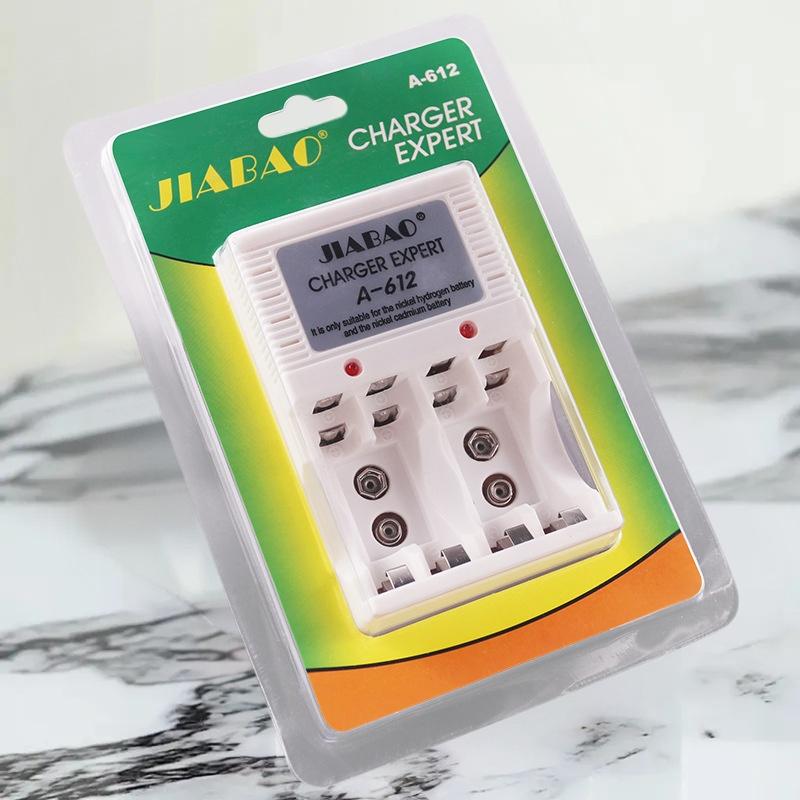 A-612
JIABAO®
CHARGER
EXPERT
JIABAO®
CHARGER EXPERT
A-612
It is only suitable for the nickel hydrogen battery
and the nickel cadmium battery